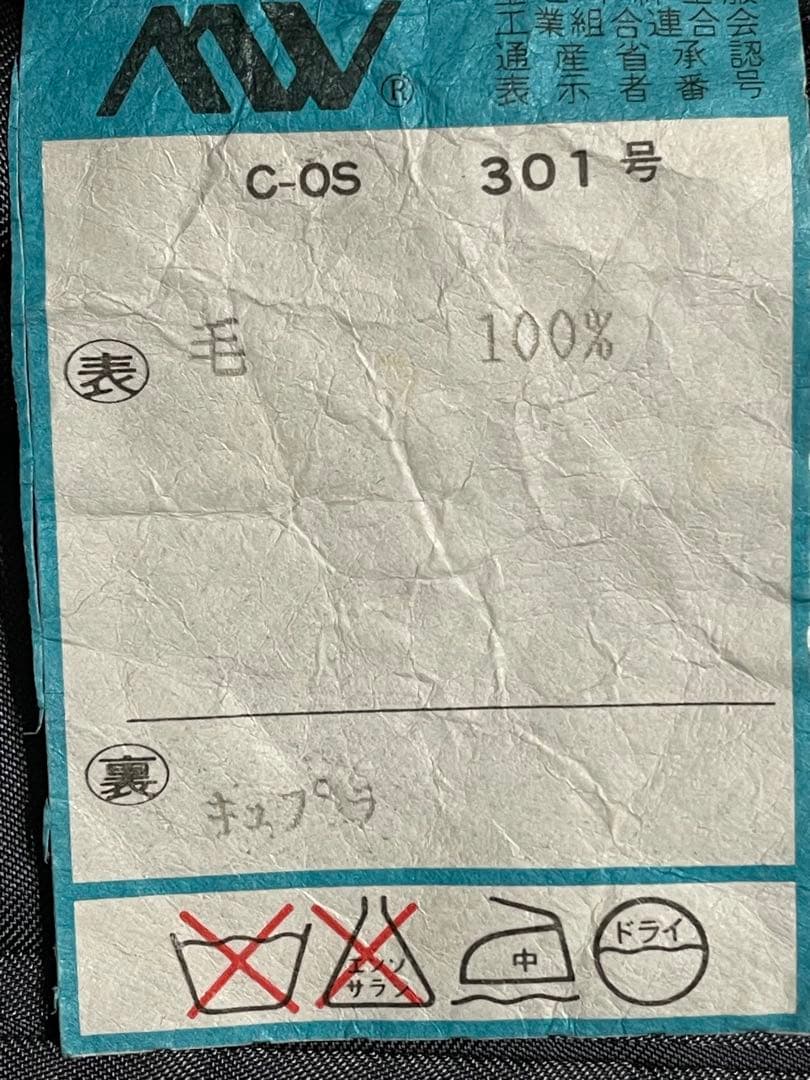 MW®
工業組合連合会
通産省承認
表示者番号
C-OS 301号
表 毛 100%
裏 キュプラ
エンソサラシ 中 ドライ